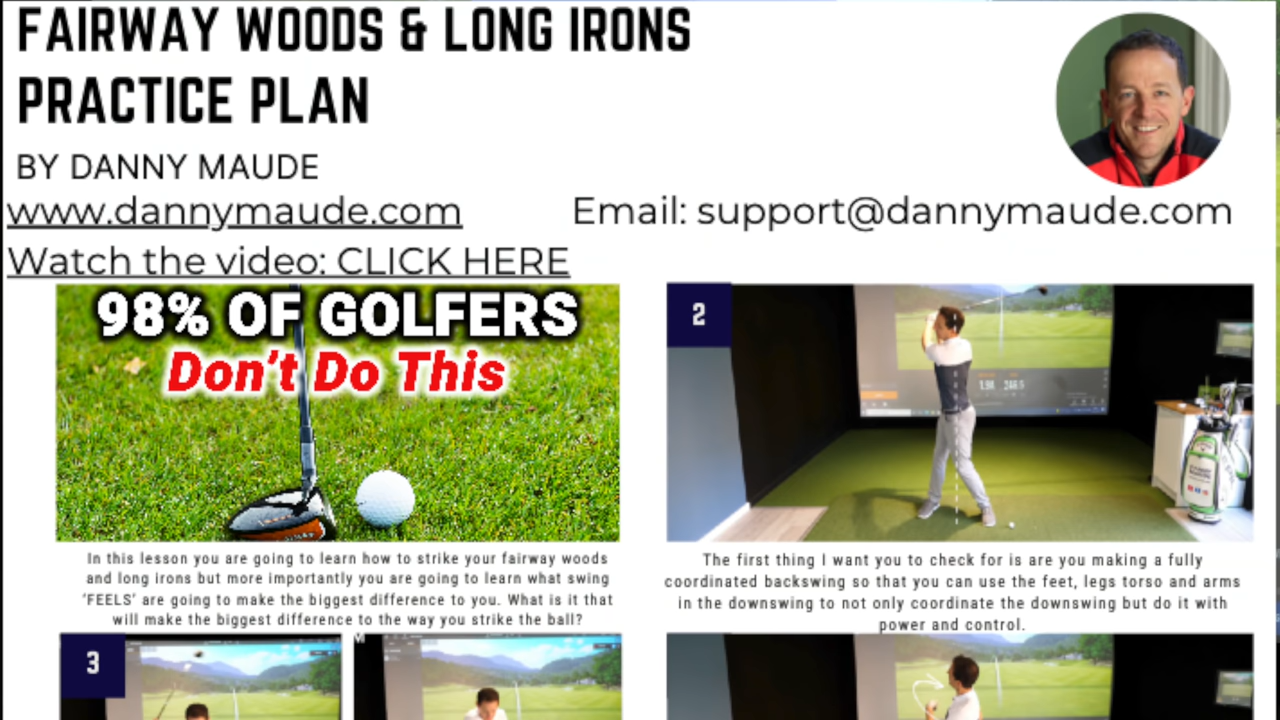 FAIRWAY WOODS & LONG IRONS
PRACTICE PLAN
BY DANNY MAUDE
www.dannymaude.com
Email: support@dannymaude.com
Watch the video: CLICK HERE
98% OF GOLFERS
Don't Do This
In this lesson you are going to learn how to strike your fairway woods
and long irons but more importantly you are going to learn what swing
'FEELS' are going to make the biggest difference to you. What is it that
will make the biggest difference to the way you strike the ball?
2
The first thing I want you to check for is are you making a fully
coordinated backswing so that you can use the feet, legs torso and arms
in the downswing to not only coordinate the downswing but do it with
power and control.
3